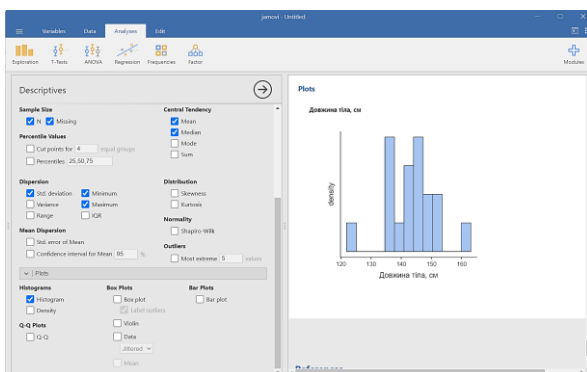 jamovi - Untitled
Variables Data Analyses Edit
Exploration T-Tests ANOVA Regression Frequencies Factor Modules
Descriptives
Sample Size
N Missing
Percentile Values
Cut points for 4 equal groups
Percentiles 25,50,75
Central Tendency
Mean
Median
Mode
Sum
Dispersion
Std. deviation Minimum
Variance Maximum
Range IQR
Distribution
Skewness
Kurtosis
Mean Dispersion
Std. error of Mean
Confidence interval for Mean 95 %
Normality
Shapiro-Wilk
Outliers
Most extreme 5 values
Plots
Histograms
Histogram
Density
Q-Q Plots
Q-Q
Box Plots
Box plot
Label outliers
Violin
Data
Jittered
Mean
Bar Plots
Bar plot
Plots
Довжина тіла, см
density
120 130 140 150 160
Довжина тіла, см